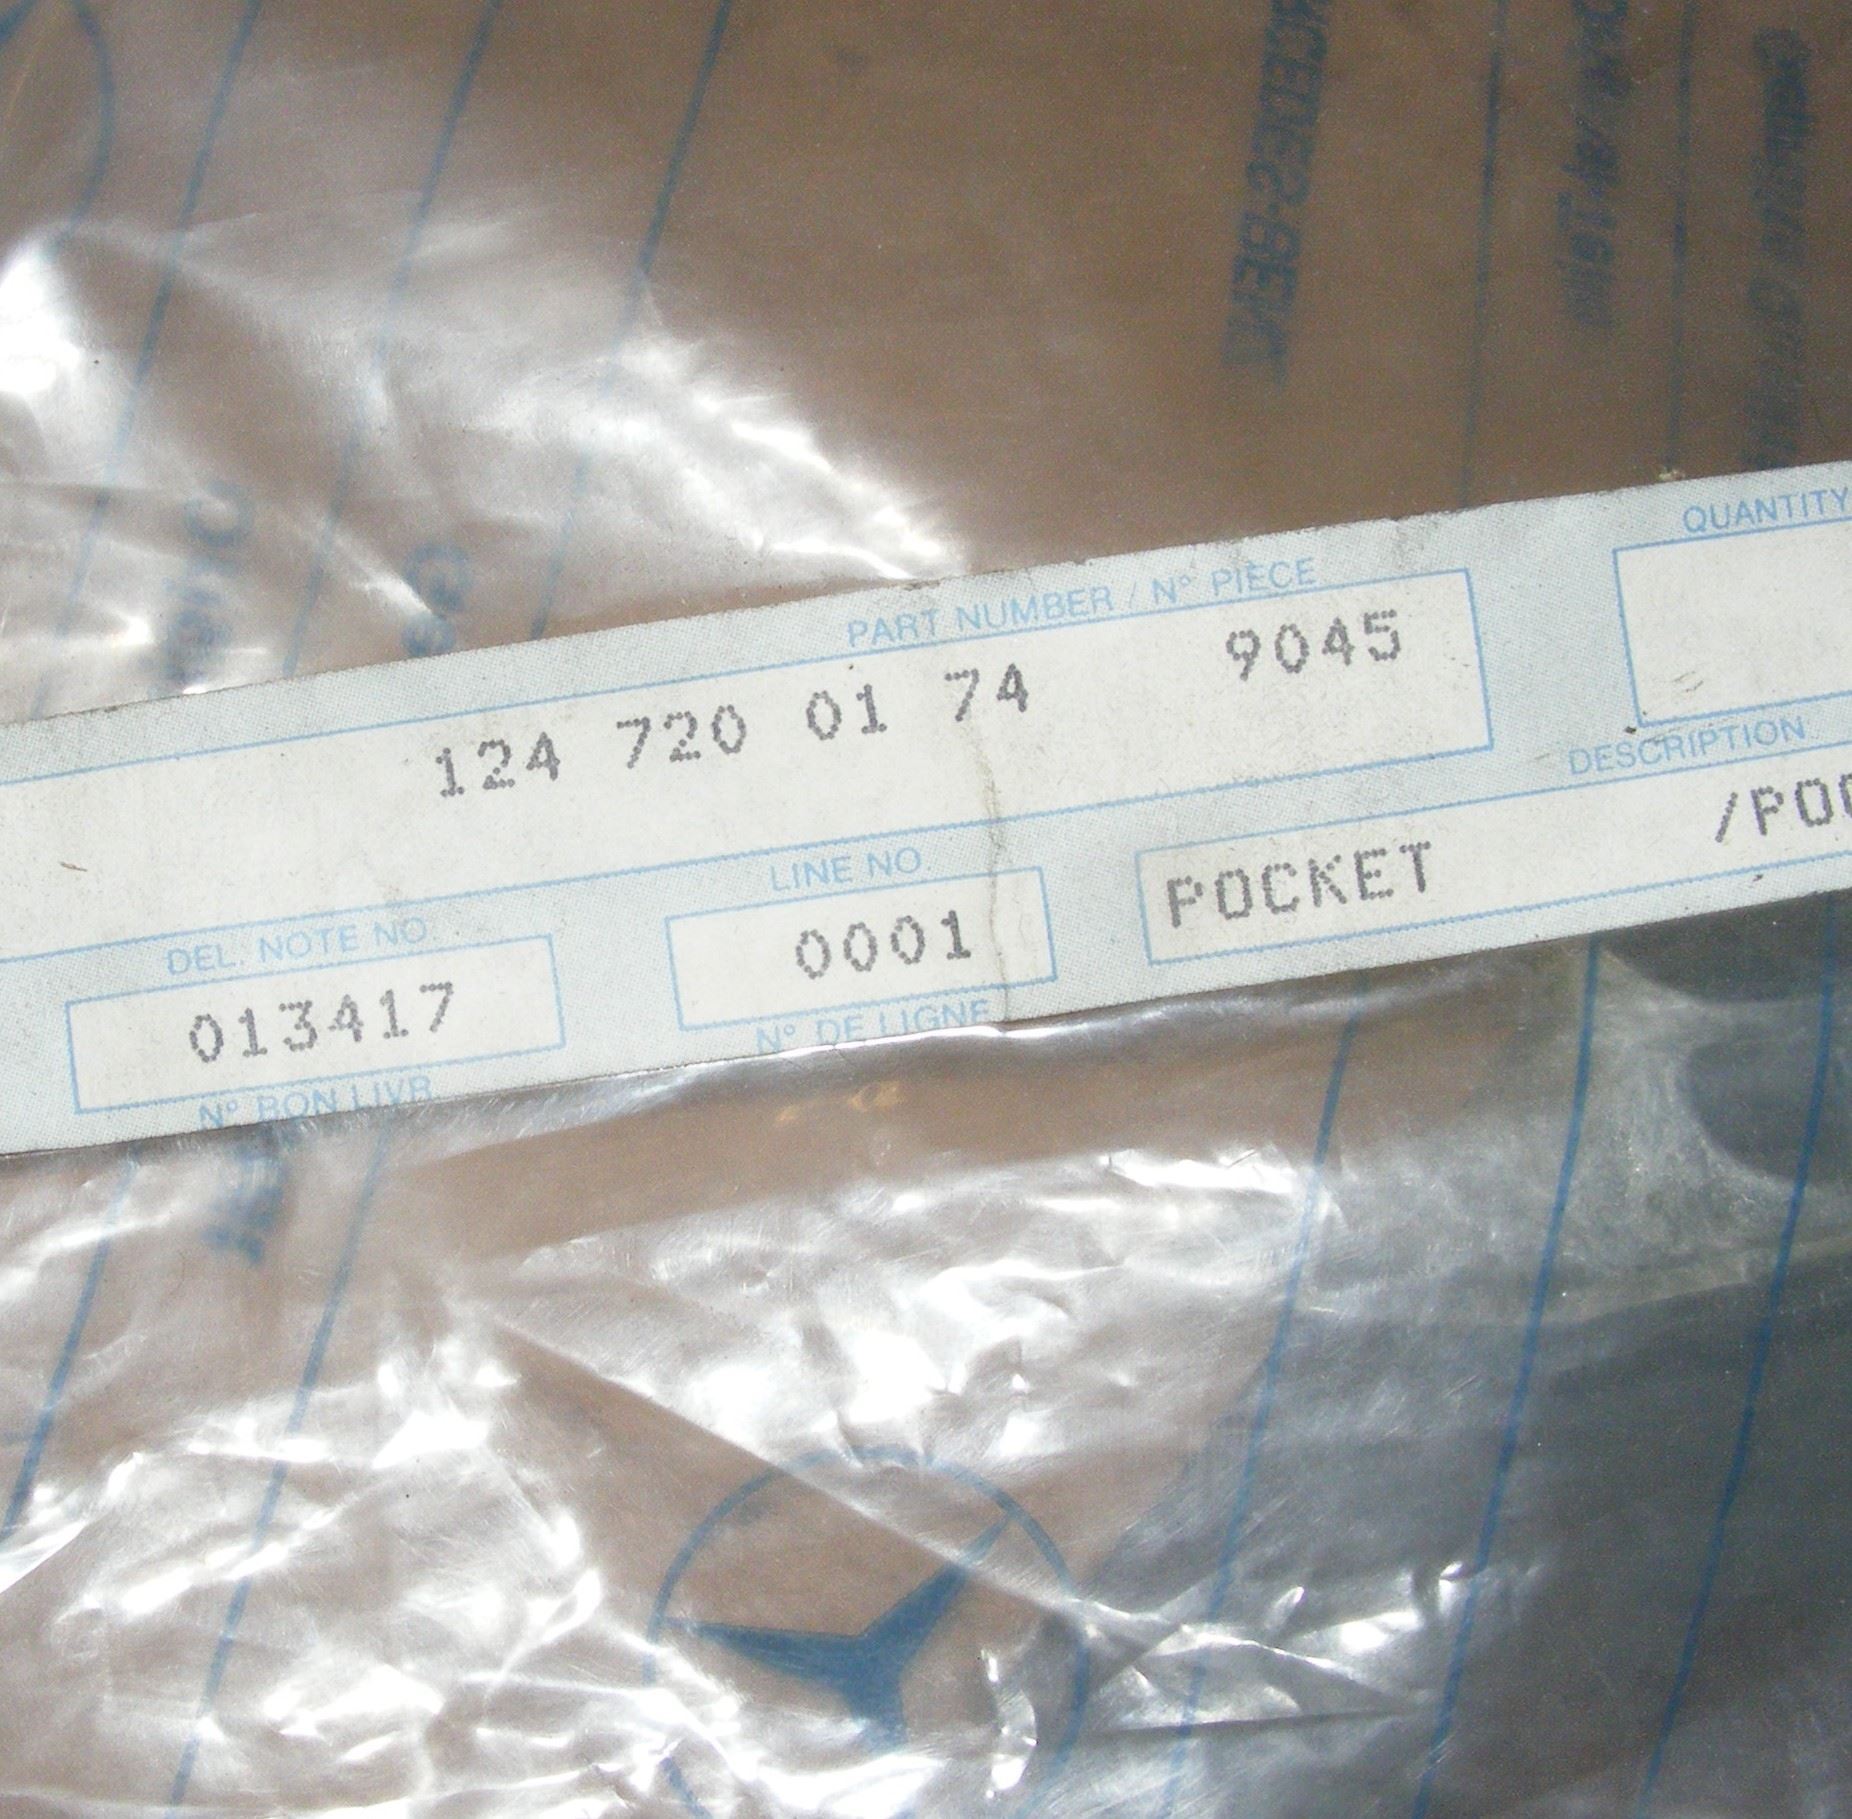 QUANTITY
PART NUMBER / N° PIÈCE
124 720 01 74 9045
DESCRIPTION
LINE NO.
POCKET /POC
DEL. NOTE NO.
0001
013417
N° DE LIGNE
N° BON LIVR.